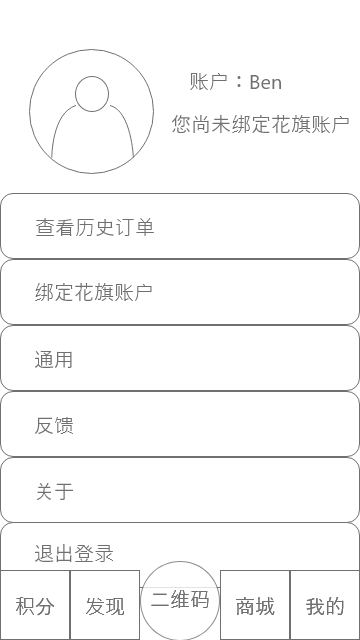 账户：Ben
您尚未绑定花旗账户
查看历史订单
绑定花旗账户
通用
反馈
关于
退出登录
积分
发现
二维码
商城
我的